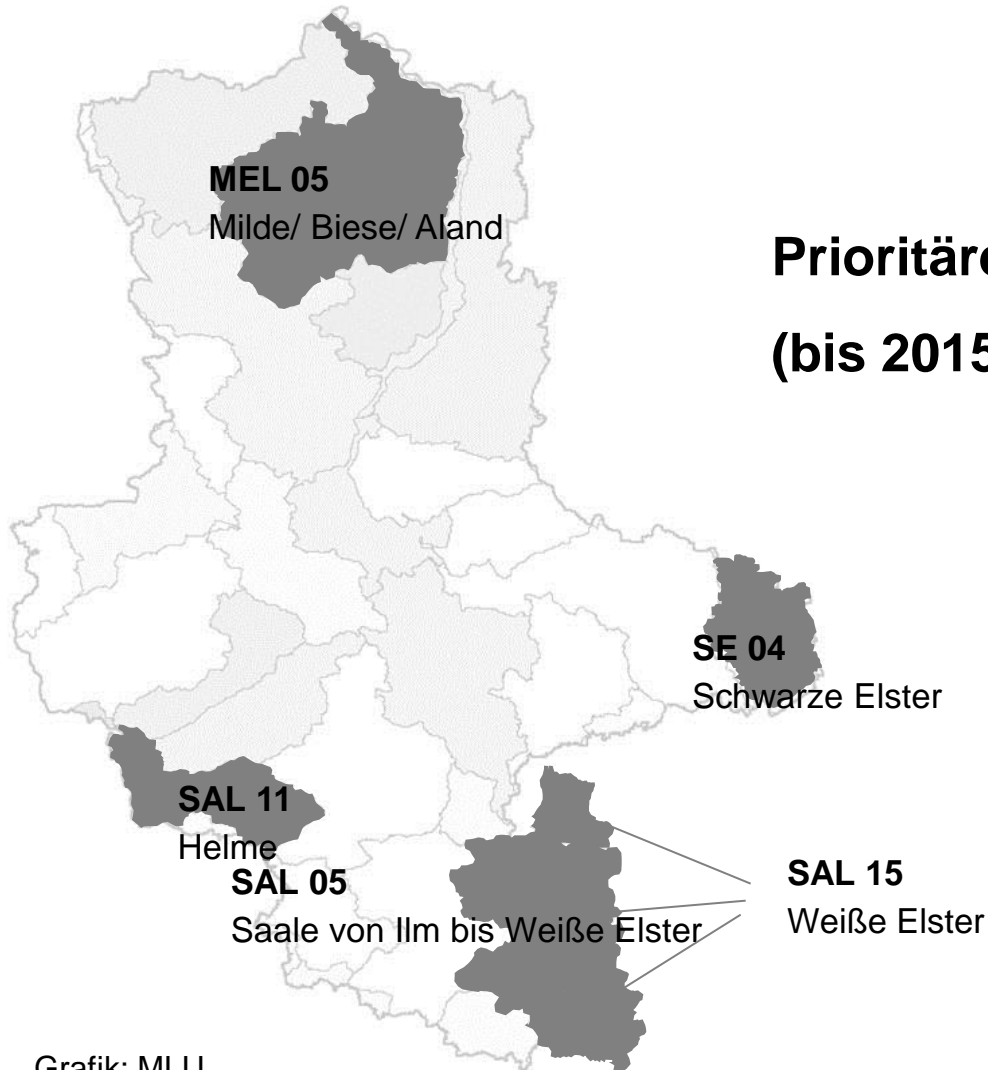 MEL 05
Milde/ Biese/ Aland
Prioritäre
(bis 2015
SE 04
Schwarze Elster
SAL 11
Helme
SAL 05
Saale von Ilm bis Weiße Elster
SAL 15
Weiße Elster
Grafik: MLU